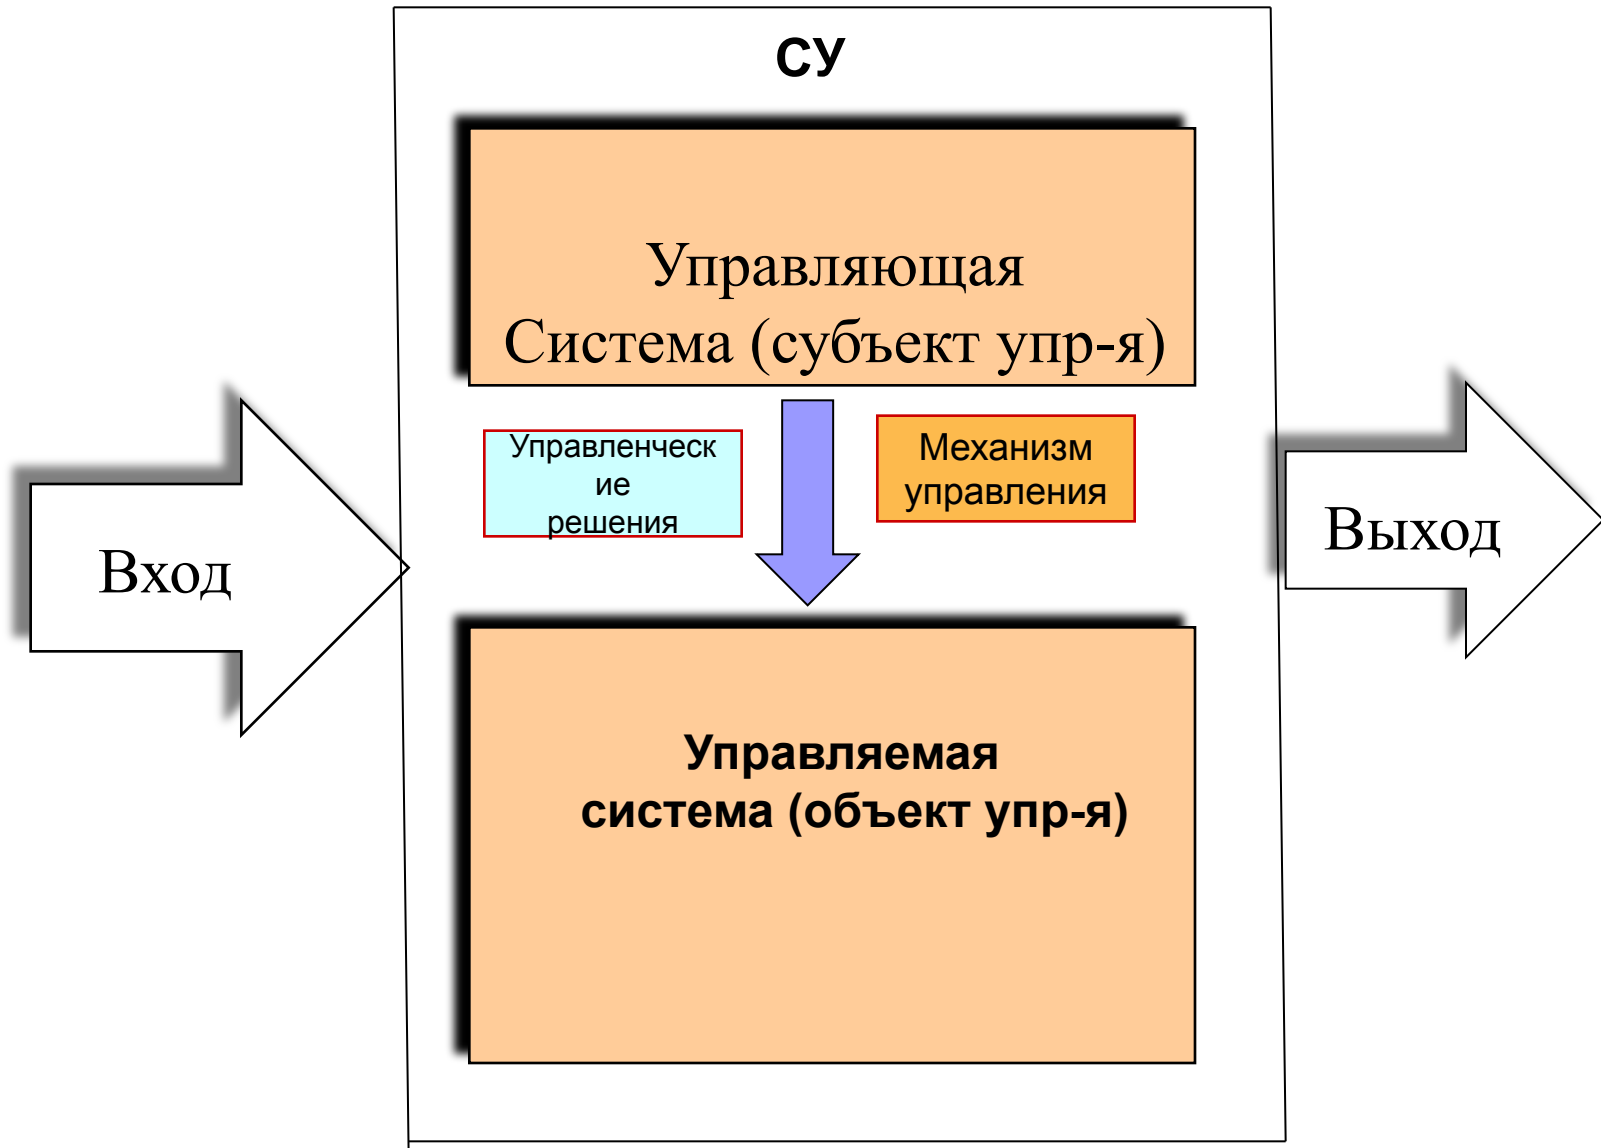 СУ
Управляющая
Система (субъект упр-я)
Управленческ
ие
решения
Механизм
управления
Вход
Выход
Управляемая
система (объект упр-я)